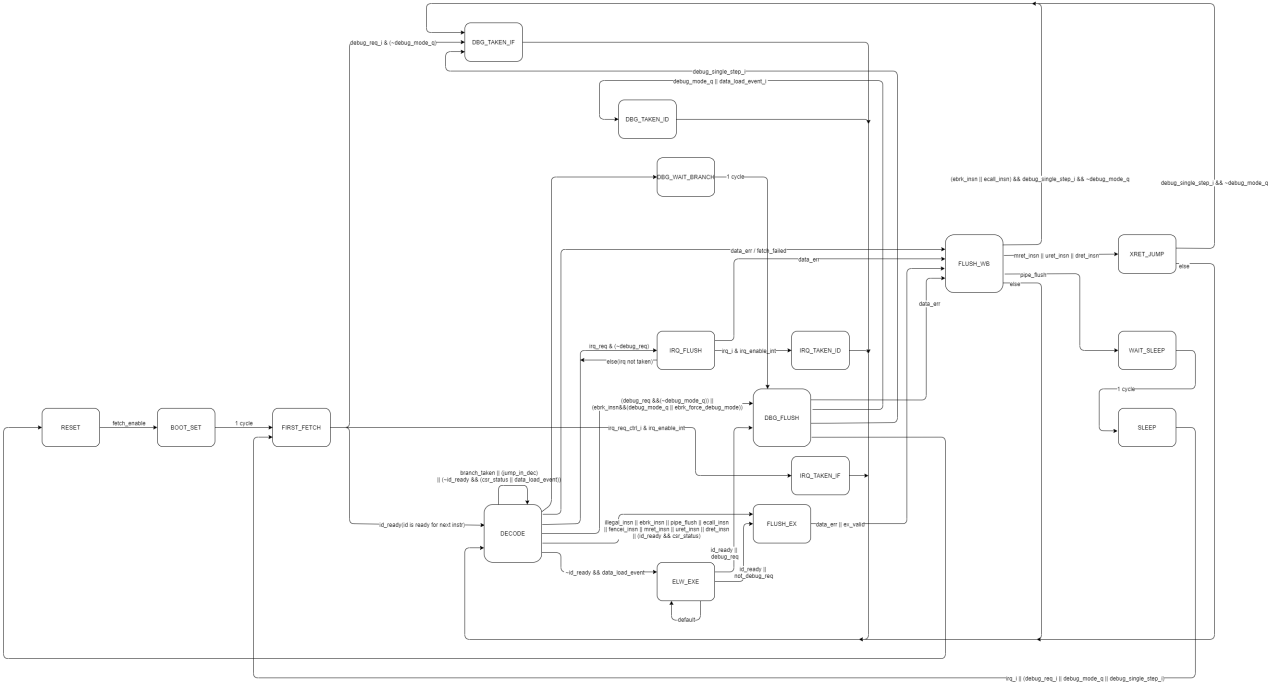 debug_req_i & (~debug_mode_q)
DBG_TAKEN_IF
debug_single_step_i
debug_mode_q || data_load_event_i
DBG_TAKEN_ID
DBG_WAIT_BRANCH
1 cycle
(ebrk_insn || ecall_insn) && debug_single_step_i && ~debug_mode_q
debug_single_step_i && ~debug_mode_q
data_err / fetch_failed
data_err
FLUSH_WB
mret_insn || uret_insn || dret_insn
XRET_JUMP
else
pipe_flush
else
data_err
irq_req & (~debug_req)
IRQ_FLUSH
irq_i & irq_enable_int
IRQ_TAKEN_ID
else(irq not taken)
WAIT_SLEEP
1 cycle
(debug_req &&(~debug_mode_q)) ||
(ebrk_insn&&(debug_mode_q || ebrk_force_debug_mode))
DBG_FLUSH
RESET
fetch_enable
BOOT_SET
1 cycle
FIRST_FETCH
irq_req_ctrl_i & irq_enable_int
SLEEP
branch_taken || (jump_in_dec)
|| (~id_ready && (csr_status || data_load_event))
IRQ_TAKEN_IF
id_ready(id is ready for next instr)
DECODE
illegal_insn || ebrk_insn || pipe_flush || ecall_insn
|| fencei_insn || mret_insn || uret_insn || dret_insn
|| (id_ready && csr_status)
FLUSH_EX
data_err || ex_valid
id_ready ||
debug_req
~id_ready && data_load_event
ELW_EXE
id_ready ||
not_debug_req
default
irq_i || (debug_req_i || debug_mode_q || debug_single_step_i)